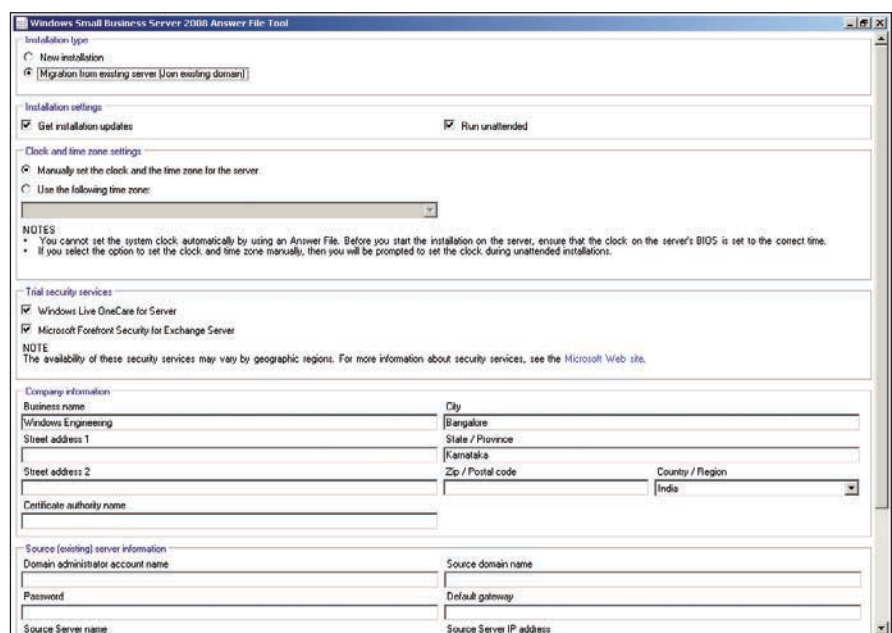 Windows Small Business Server 2008 Answer File Tool
Installation type
New installation
Migration from existing server (Join existing domain)
Installation settings
Get installation updates
Run unattended
Clock and time zone settings
Manually set the clock and the time zone for the server
Use the following time zone:
NOTES
• You cannot set the system clock automatically by using an Answer File. Before you start the installation on the server, ensure that the clock on the server's BIOS is set to the correct time.
• If you select the option to set the clock and time zone manually, then you will be prompted to set the clock during unattended installations.
Trial security services
Windows Live OneCare for Server
Microsoft Forefront Security for Exchange Server
NOTE
The availability of these security services may vary by geographic regions. For more information about security services, see the Microsoft Web site.
Company information
Business name
City
Windows Engineering
Bangalore
Street address 1
State / Province
Karnataka
Street address 2
Zip / Postal code
Country / Region
India
Certificate authority name
Source (existing) server information
Domain administrator account name
Source domain name
Password
Default gateway
Source Server name
Source Server IP address